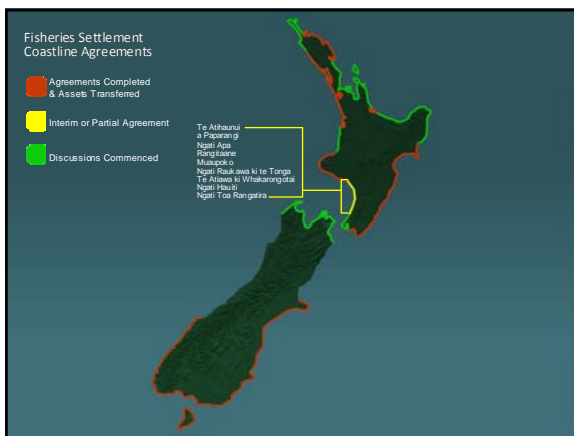 Fisheries Settlement
Coastline Agreements
Agreements Completed
& Assets Transferred
Interim or Partial Agreement
Discussions Commenced
Te Atihaunui
a Paparangi
Ngati Apa
Rangitaane
Muaupoko
Ngati Raukawa ki te Tonga
Te Atiawa ki Whakarongotai
Ngati Hauiti
Ngati Toa Rangatira